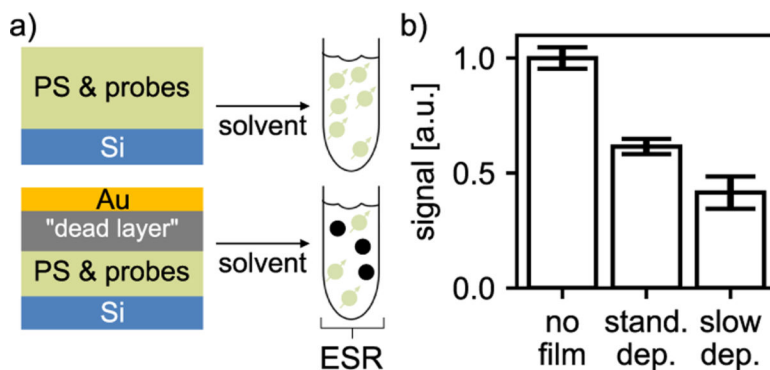 a)
PS & probes
Si
solvent
Au
"dead layer"
PS & probes
Si
solvent
ESR
b)
signal [a.u.]
1.0
0.5
0.0
no film
stand. dep.
slow dep.